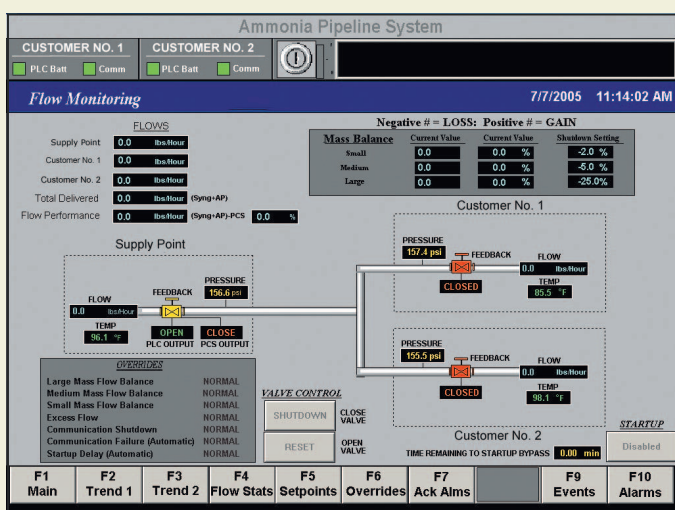 Ammonia Pipeline System
CUSTOMER NO. 1
PLC Batt Comm
CUSTOMER NO. 2
PLC Batt Comm
Flow Monitoring
7/7/2005 11:14:02 AM
FLOWS
Supply Point 0.0 lbs/Hour
Customer No. 1 0.0 lbs/Hour
Customer No. 2 0.0 lbs/Hour
Total Delivered 0.0 lbs/Hour (Syng+AP)
Flow Performance 0.0 lbs/Hour (Syng+AP)-PCS 0.0 %
Negative # = LOSS: Positive # = GAIN
Mass Balance Current Value Current Value Shutdown Setting
Small 0.0 0.0 % -2.0 %
Medium 0.0 0.0 % -5.0 %
Large 0.0 0.0 % -25.0%
Supply Point
FLOW
0.0 lbs/Hour
TEMP
96.1 °F
FEEDBACK
OPEN
PLC OUTPUT
CLOSE
PCS OUTPUT
PRESSURE
156.6 psi
Customer No. 1
PRESSURE
157.4 psi
FEEDBACK
CLOSED
FLOW
0.0 lbs/Hour
TEMP
85.5 °F
PRESSURE
155.5 psi
FEEDBACK
CLOSED
FLOW
0.0 lbs/Hour
TEMP
98.1 °F
Customer No. 2
OVERRIDES
Large Mass Flow Balance NORMAL
Medium Mass Flow Balance NORMAL
Small Mass Flow Balance NORMAL
Excess Flow NORMAL
Communication Shutdown NORMAL
Communication Failure (Automatic) NORMAL
Startup Delay (Automatic) NORMAL
VALVE CONTROL
SHUTDOWN CLOSE VALVE
RESET OPEN VALVE
TIME REMAINING TO STARTUP BYPASS 0.00 min
STARTUP
Disabled
F1 Main
F2 Trend 1
F3 Trend 2
F4 Flow Stats
F5 Setpoints
F6 Overrides
F7 Ack Alms
F9 Events
F10 Alarms